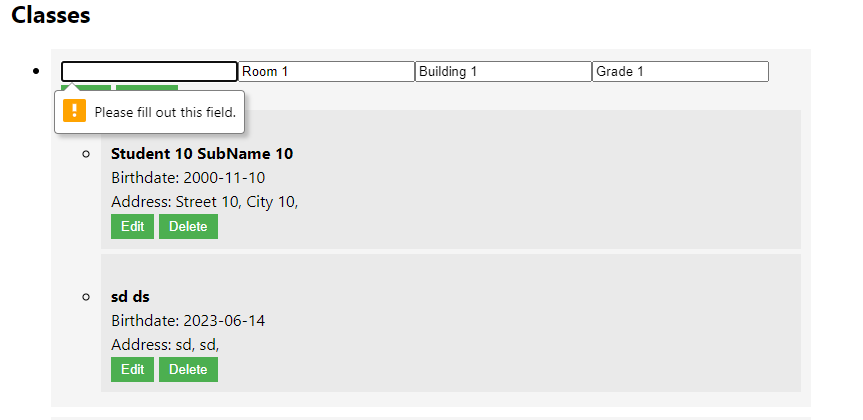 Classes
Room 1 Building 1 Grade 1
! Please fill out this field.
Student 10 SubName 10
Birthdate: 2000-11-10
Address: Street 10, City 10,
Edit Delete
sd ds
Birthdate: 2023-06-14
Address: sd, sd,
Edit Delete